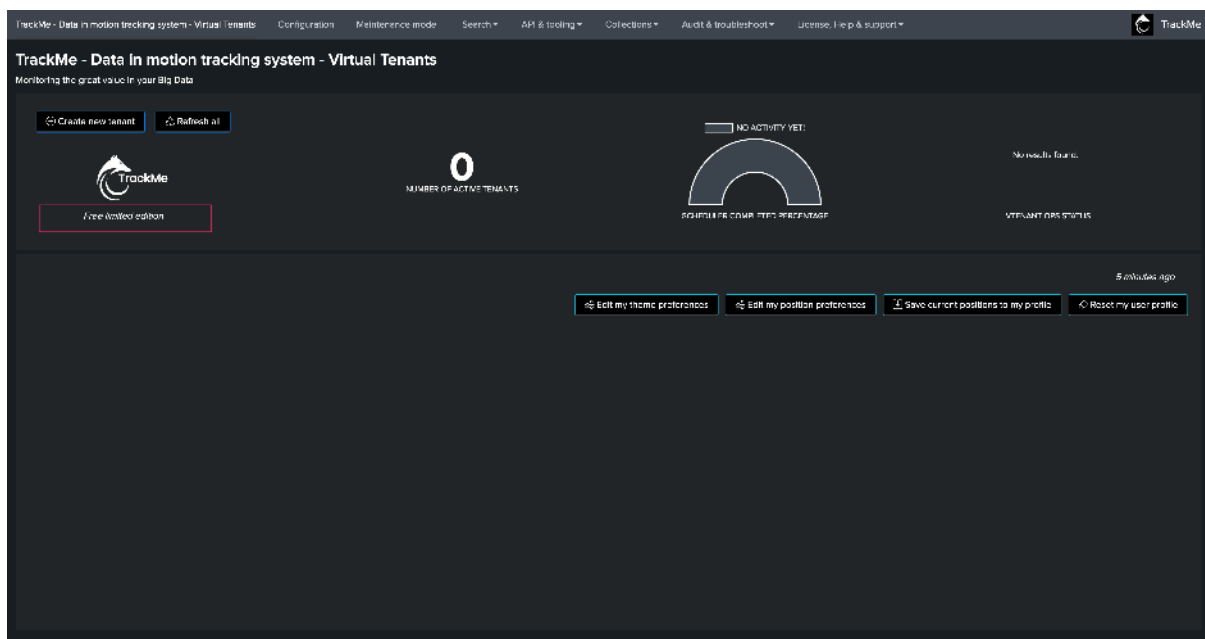 TrackMe - Data in motion tracking system - Virtual Tenants Configuration Maintenance mode Search API & tooling Collections Audit & troubleshoot License, Help & support TrackMe
TrackMe - Data in motion tracking system - Virtual Tenants
Monitoring the great value in your Big Data
Create new tenant Refresh all
TrackMe
Free limited edition
0
NUMBER OF ACTIVE TENANTS
NO ACTIVITY YET!
SCHEDULER COMPLETED PERCENTAGE
No results found.
VTENANT OPS STATUS
5 minutes ago
Edit my theme preferences Edit my position preferences Save current positions to my profile Reset my user profile